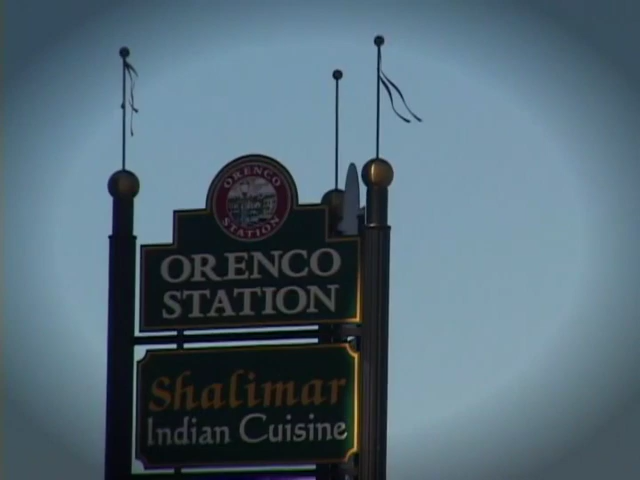 ORENCO
STATION
ORENCO
STATION
Shalimar
Indian Cuisine